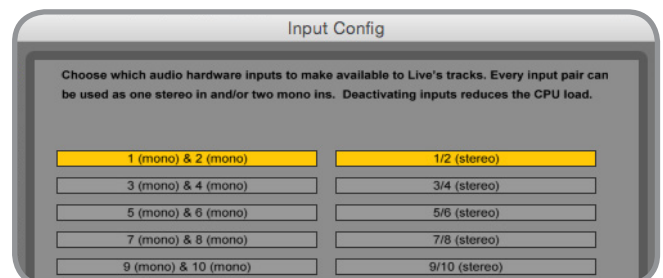 Input Config
Choose which audio hardware inputs to make available to Live's tracks. Every input pair can
be used as one stereo in and/or two mono ins. Deactivating inputs reduces the CPU load.
1 (mono) & 2 (mono) 1/2 (stereo)
3 (mono) & 4 (mono) 3/4 (stereo)
5 (mono) & 6 (mono) 5/6 (stereo)
7 (mono) & 8 (mono) 7/8 (stereo)
9 (mono) & 10 (mono) 9/10 (stereo)